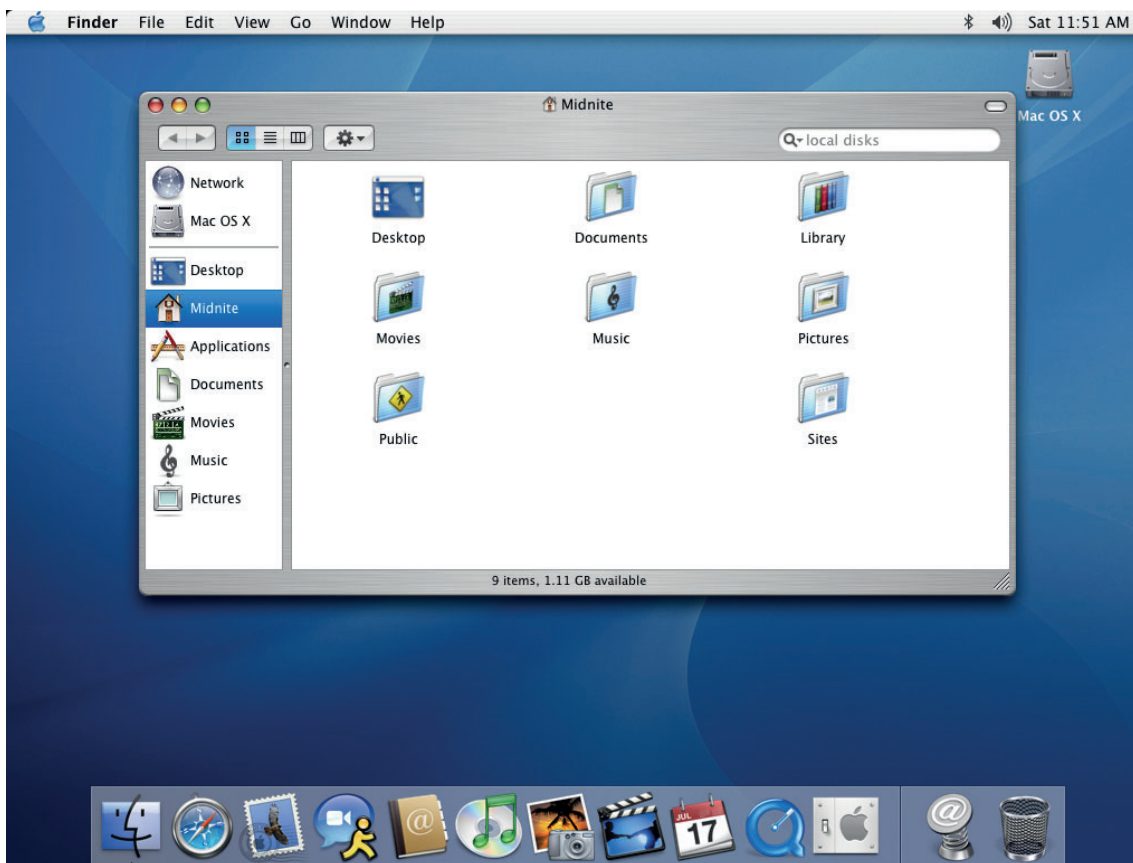 Finder File Edit View Go Window Help Sat 11:51 AM
Mac OS X
Midnite
local disks
Network
Mac OS X
Desktop
Midnite
Applications
Documents
Movies
Music
Pictures
Desktop Documents Library
Movies Music Pictures
Public Sites
9 items, 1.11 GB available
@ JUL @
17